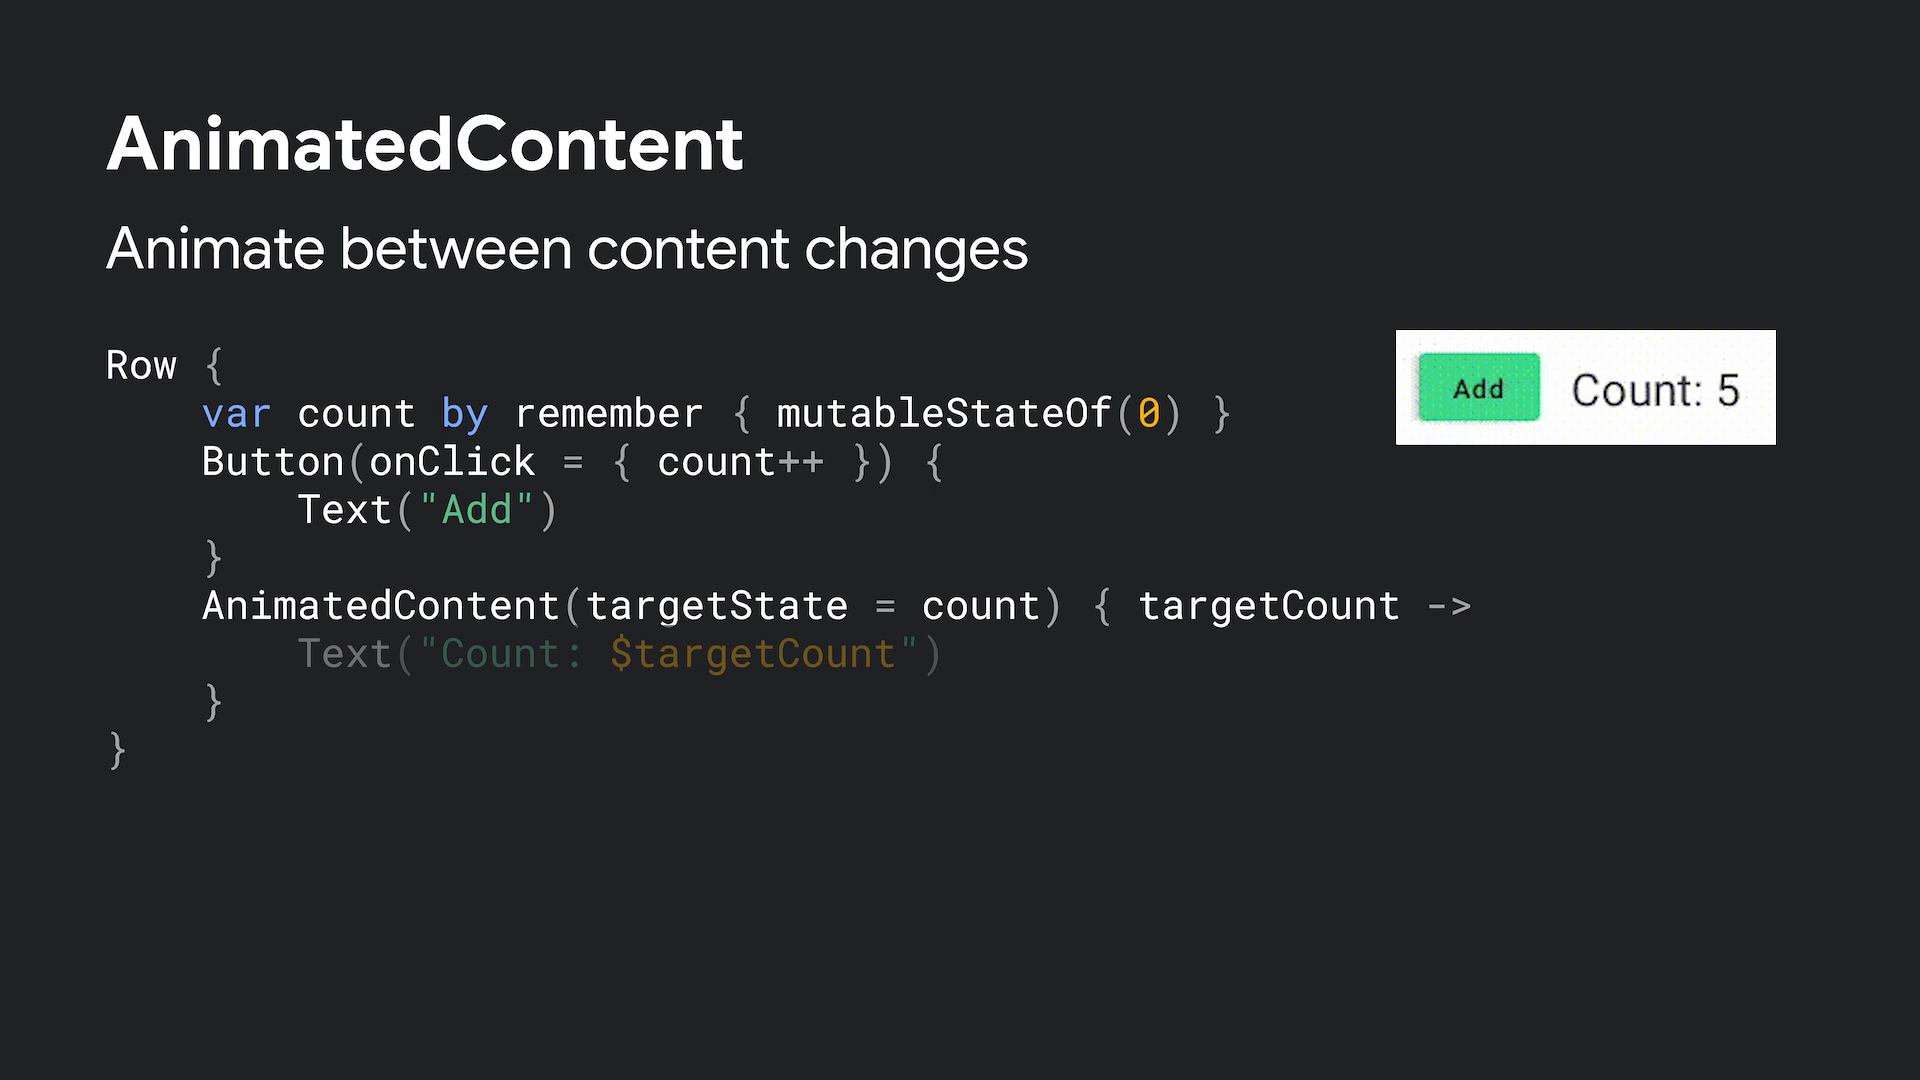 AnimatedContent
Animate between content changes
Row {
    var count by remember { mutableStateOf(0) }
    Button(onClick = { count++ }) {
        Text("Add")
    }
    AnimatedContent(targetState = count) { targetCount ->
        Text("Count: $targetCount")
    }
}
Add Count: 5